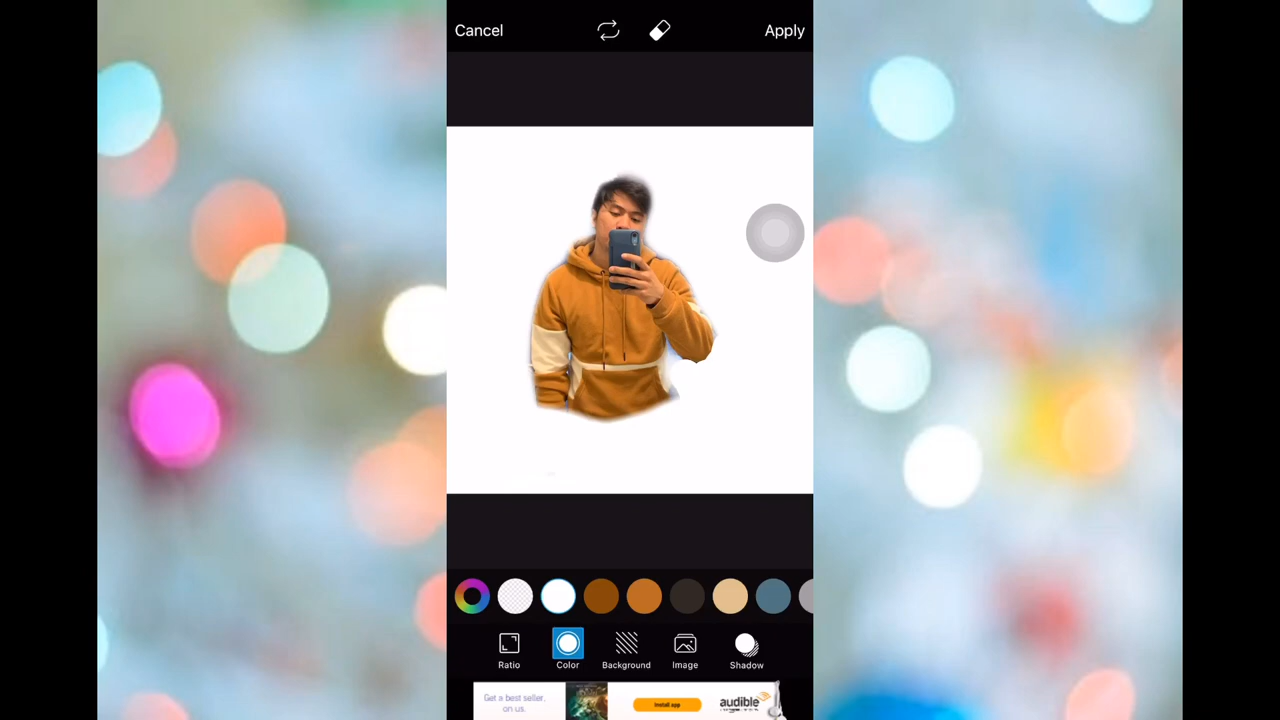 Cancel
Apply
Ratio
Color
Background
Image
Shadow
Get a best seller,
on us.
Install app
audible